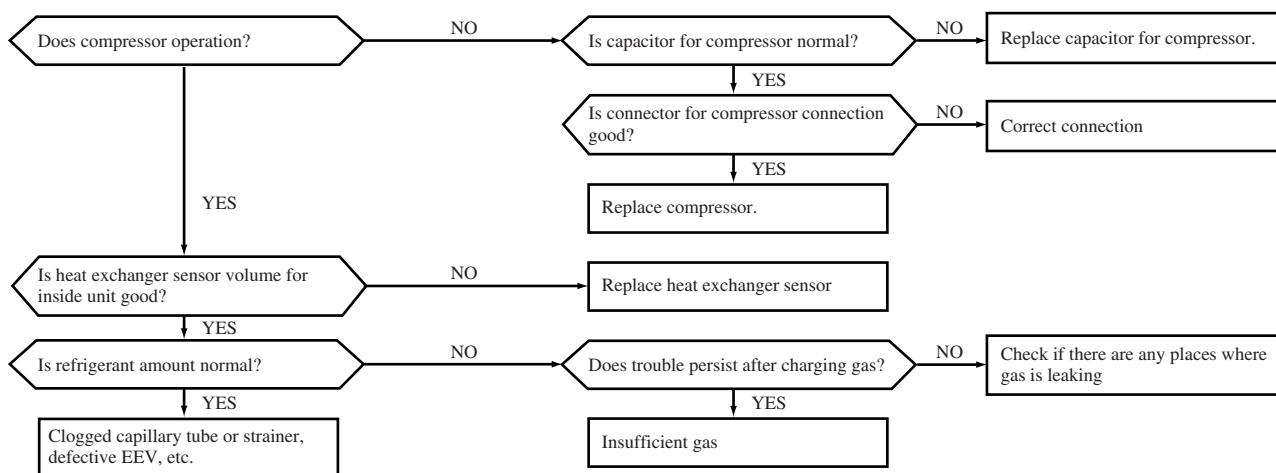 Does compressor operation?
NO
Is capacitor for compressor normal?
NO
Replace capacitor for compressor.
YES
Is connector for compressor connection
good?
NO
Correct connection
YES
YES
Replace compressor.
Is heat exchanger sensor volume for
inside unit good?
NO
Replace heat exchanger sensor
YES
Is refrigerant amount normal?
NO
Does trouble persist after charging gas?
NO
Check if there are any places where
gas is leaking
YES
YES
Clogged capillary tube or strainer,
defective EEV, etc.
Insufficient gas